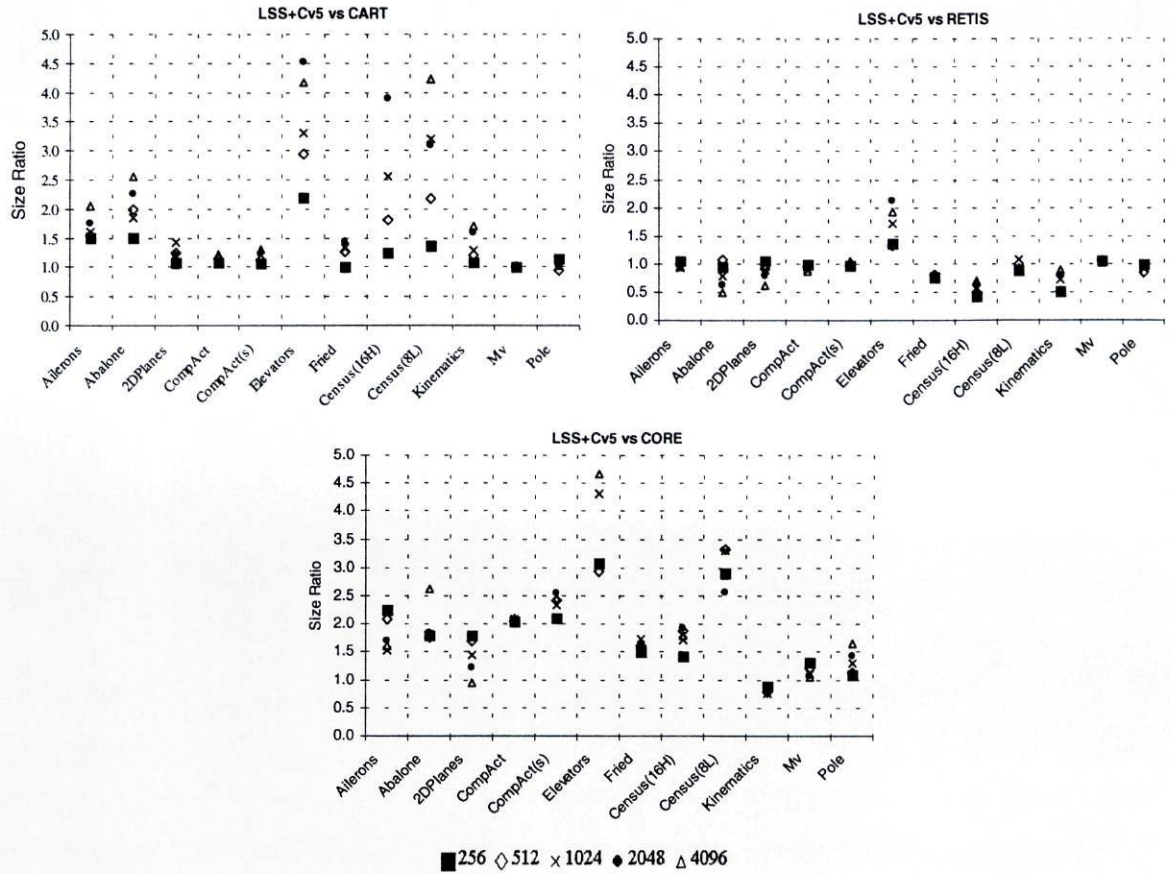 LSS+Cv5 vs CART
Size Ratio
5.0
4.5
4.0
3.5
3.0
2.5
2.0
1.5
1.0
0.5
0.0
Ailerons
Abalone
2DPlanes
CompAct
CompAct(s)
Elevators
Fried
Census(16H)
Census(8L)
Kinematics
Mv
Pole
LSS+Cv5 vs RETIS
Size Ratio
5.0
4.5
4.0
3.5
3.0
2.5
2.0
1.5
1.0
0.5
0.0
Ailerons
Abalone
2DPlanes
CompAct
CompAct(s)
Elevators
Fried
Census(16H)
Census(8L)
Kinematics
Mv
Pole
LSS+Cv5 vs CORE
Size Ratio
5.0
4.5
4.0
3.5
3.0
2.5
2.0
1.5
1.0
0.5
0.0
Ailerons
Abalone
2DPlanes
CompAct
CompAct(s)
Elevators
Fried
Census(16H)
Census(8L)
Kinematics
Mv
Pole
256 512 1024 2048 4096